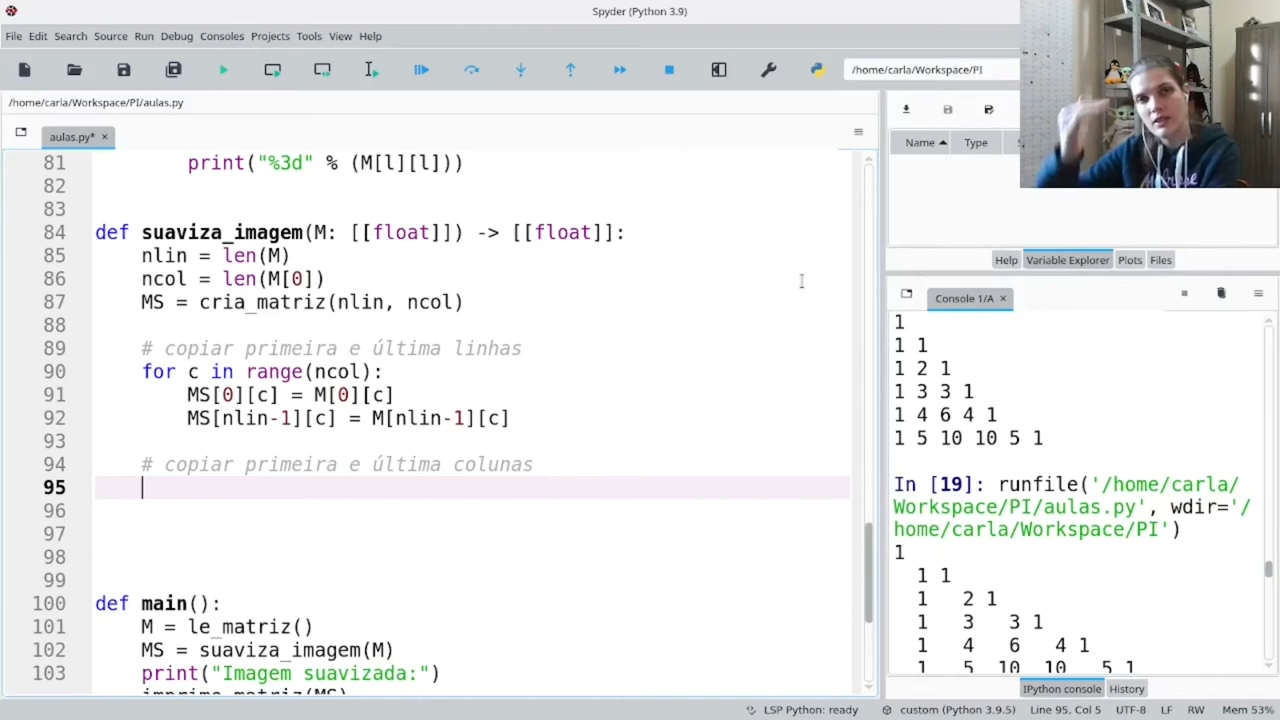 Spyder (Python 3.9)
File Edit Search Source Run Debug Consoles Projects Tools View Help
/home/carla/Workspace/PI
/home/carla/Workspace/PI/aulas.py
aulas.py*
81 print("%3d" % (M[l][l]))
82
83
84 def suaviza_imagem(M: [[float]]) -> [[float]]:
85 nlin = len(M)
86 ncol = len(M[0])
87 MS = cria_matriz(nlin, ncol)
88
89 # copiar primeira e última linhas
90 for c in range(ncol):
91 MS[0][c] = M[0][c]
92 MS[nlin-1][c] = M[nlin-1][c]
93
94 # copiar primeira e última colunas
95
96
97
98
99
100 def main():
101 M = le_matriz()
102 MS = suaviza_imagem(M)
103 print("Imagem suavizada:")
imprime_matriz(MS)
Name Type
Help Variable Explorer Plots Files
Console 1/A
1
1 1
1 2 1
1 3 3 1
1 4 6 4 1
1 5 10 10 5 1
In [19]: runfile('/home/carla/
Workspace/PI/aulas.py', wdir='/
home/carla/Workspace/PI')
1
1 1
1 2 1
1 3 3 1
1 4 6 4 1
1 5 10 10 5 1
IPython console History
LSP Python: ready custom (Python 3.9.5) Line 95, Col 5 UTF-8 LF RW Mem 53%